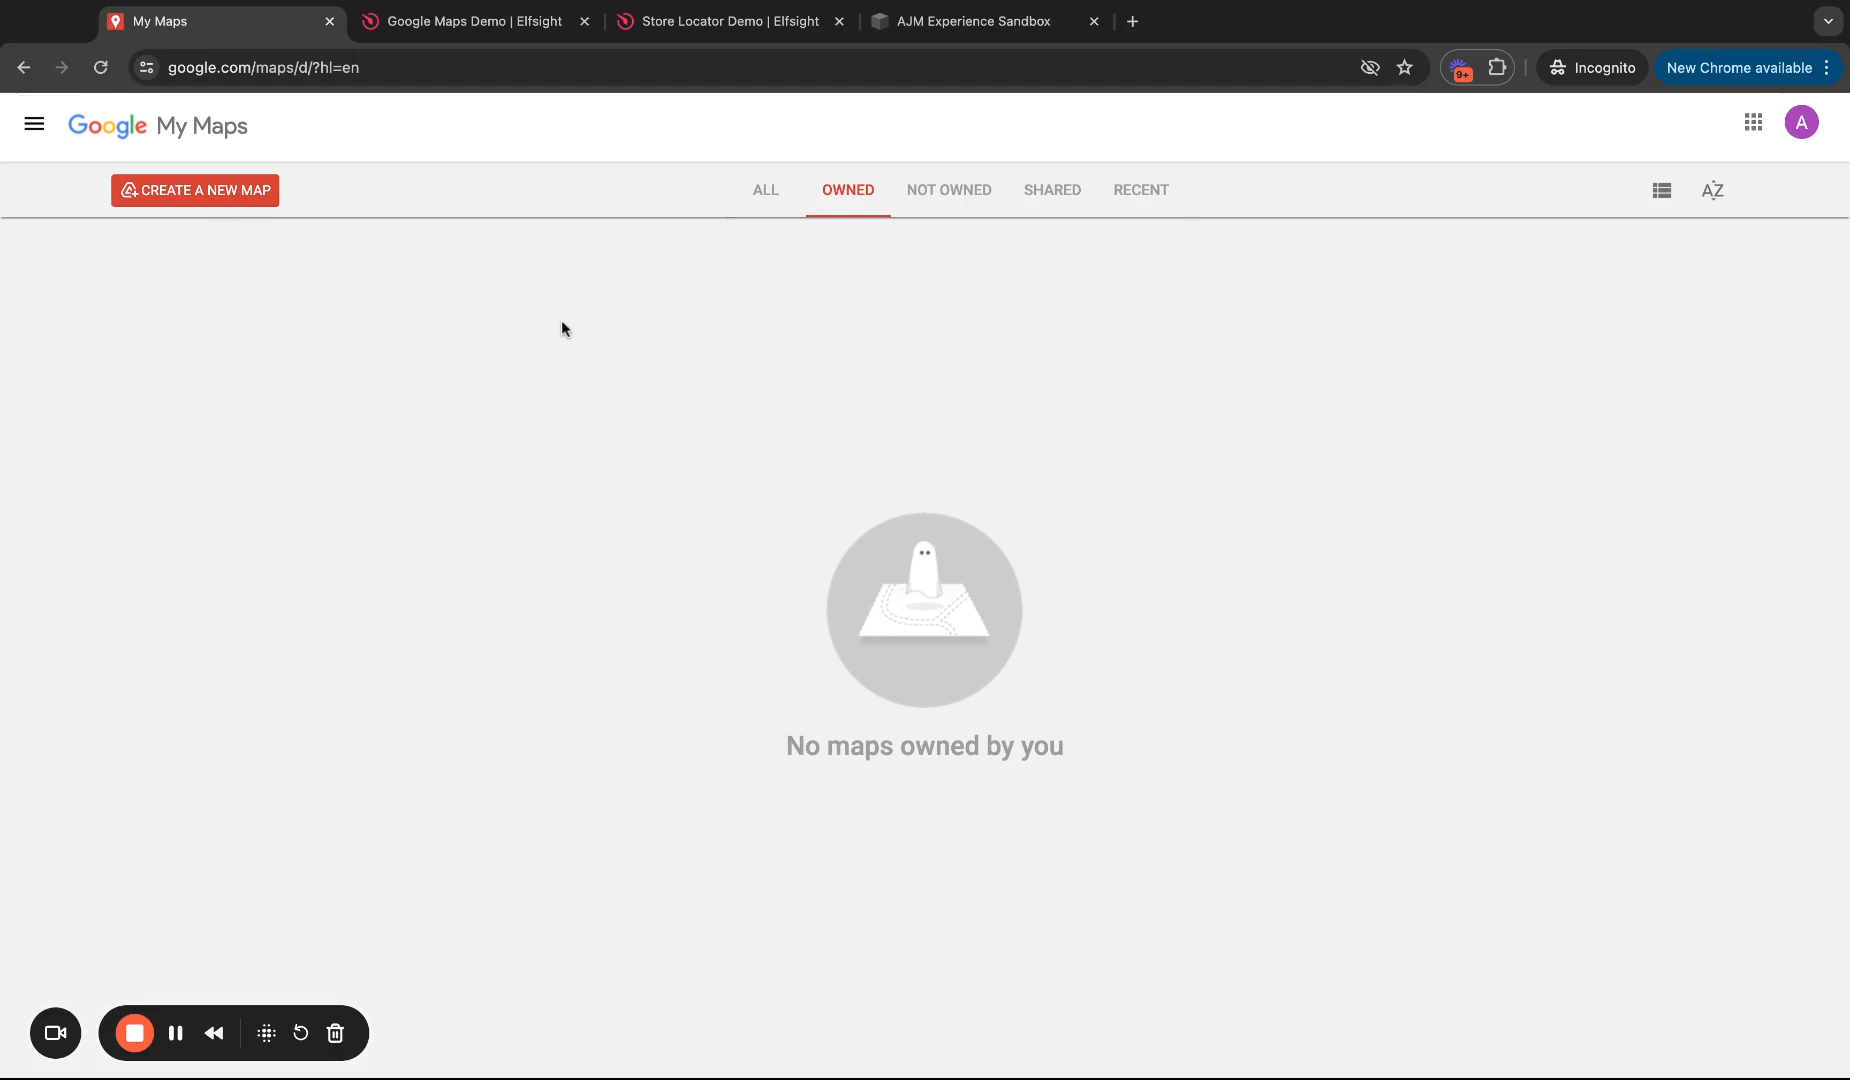 My Maps
Google Maps Demo | Elfsight
Store Locator Demo | Elfsight
AJM Experience Sandbox
google.com/maps/d/?hl=en
9+
Incognito
New Chrome available
Google My Maps
A
CREATE A NEW MAP
ALL
OWNED
NOT OWNED
SHARED
RECENT
AZ
No maps owned by you